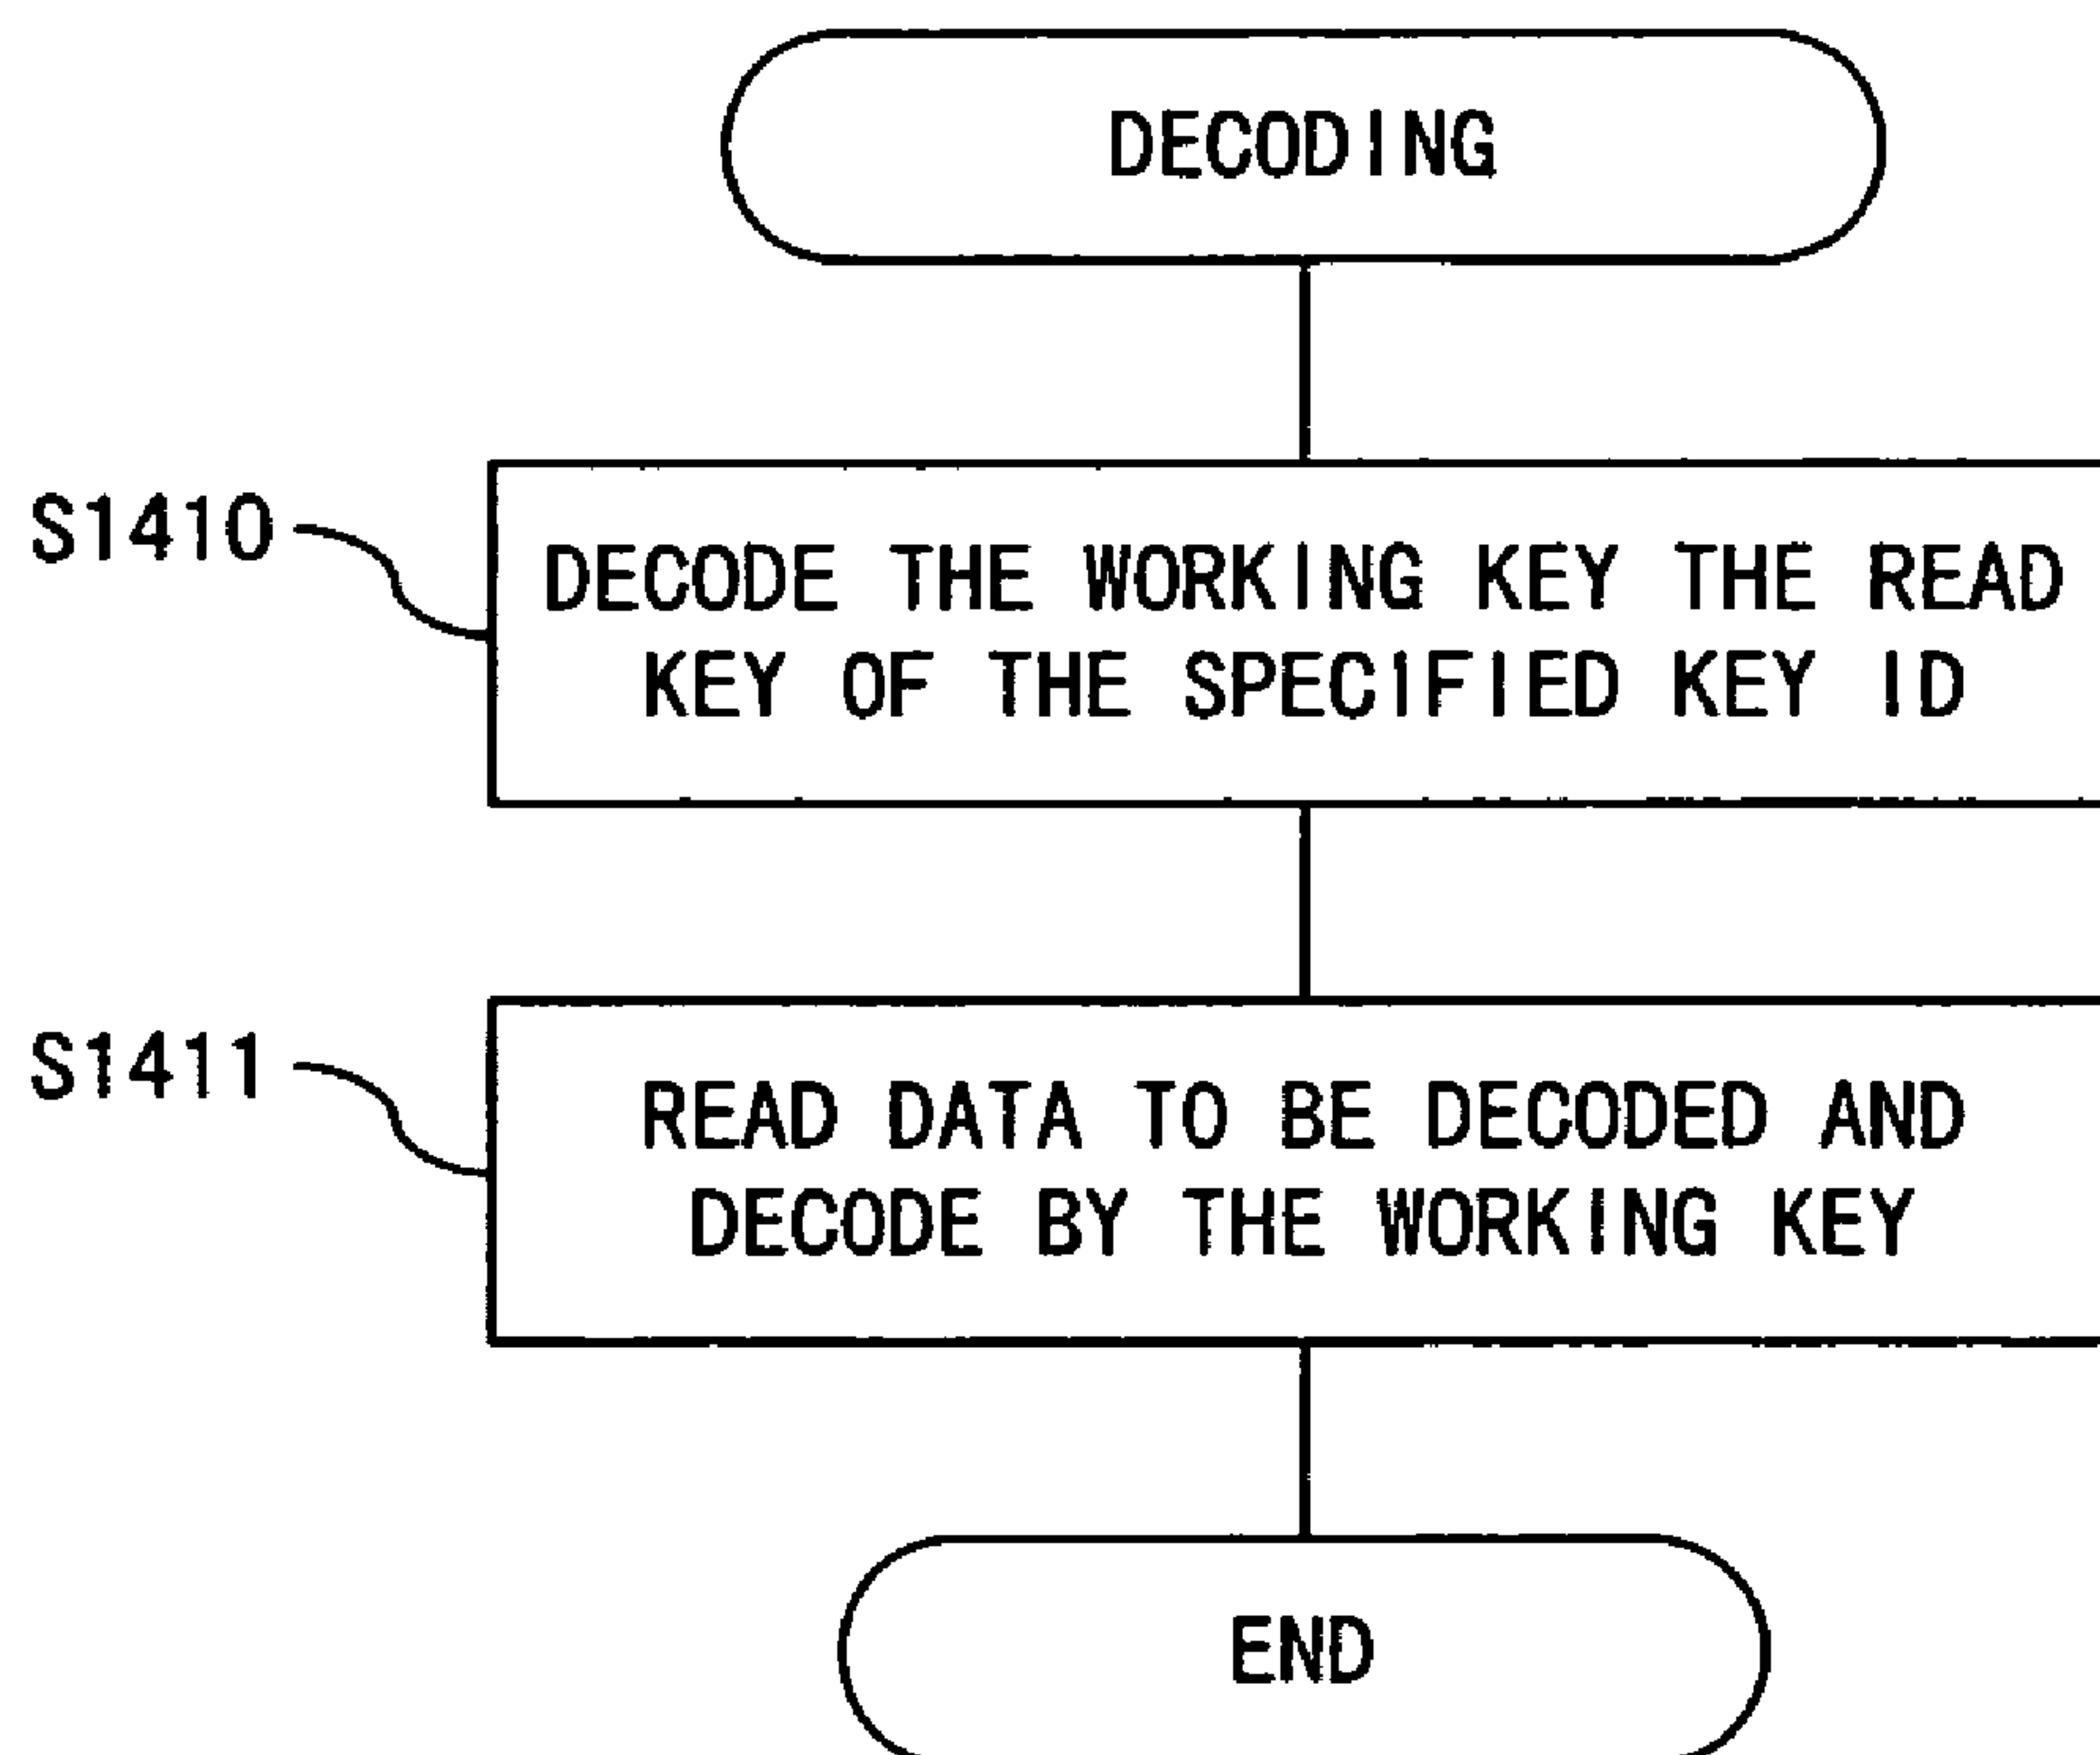 DECODING
S1410
DECODE THE WORKING KEY THE READ
KEY OF THE SPECIFIED KEY ID
S1411
READ DATA TO BE DECODED AND
DECODE BY THE WORKING KEY
END